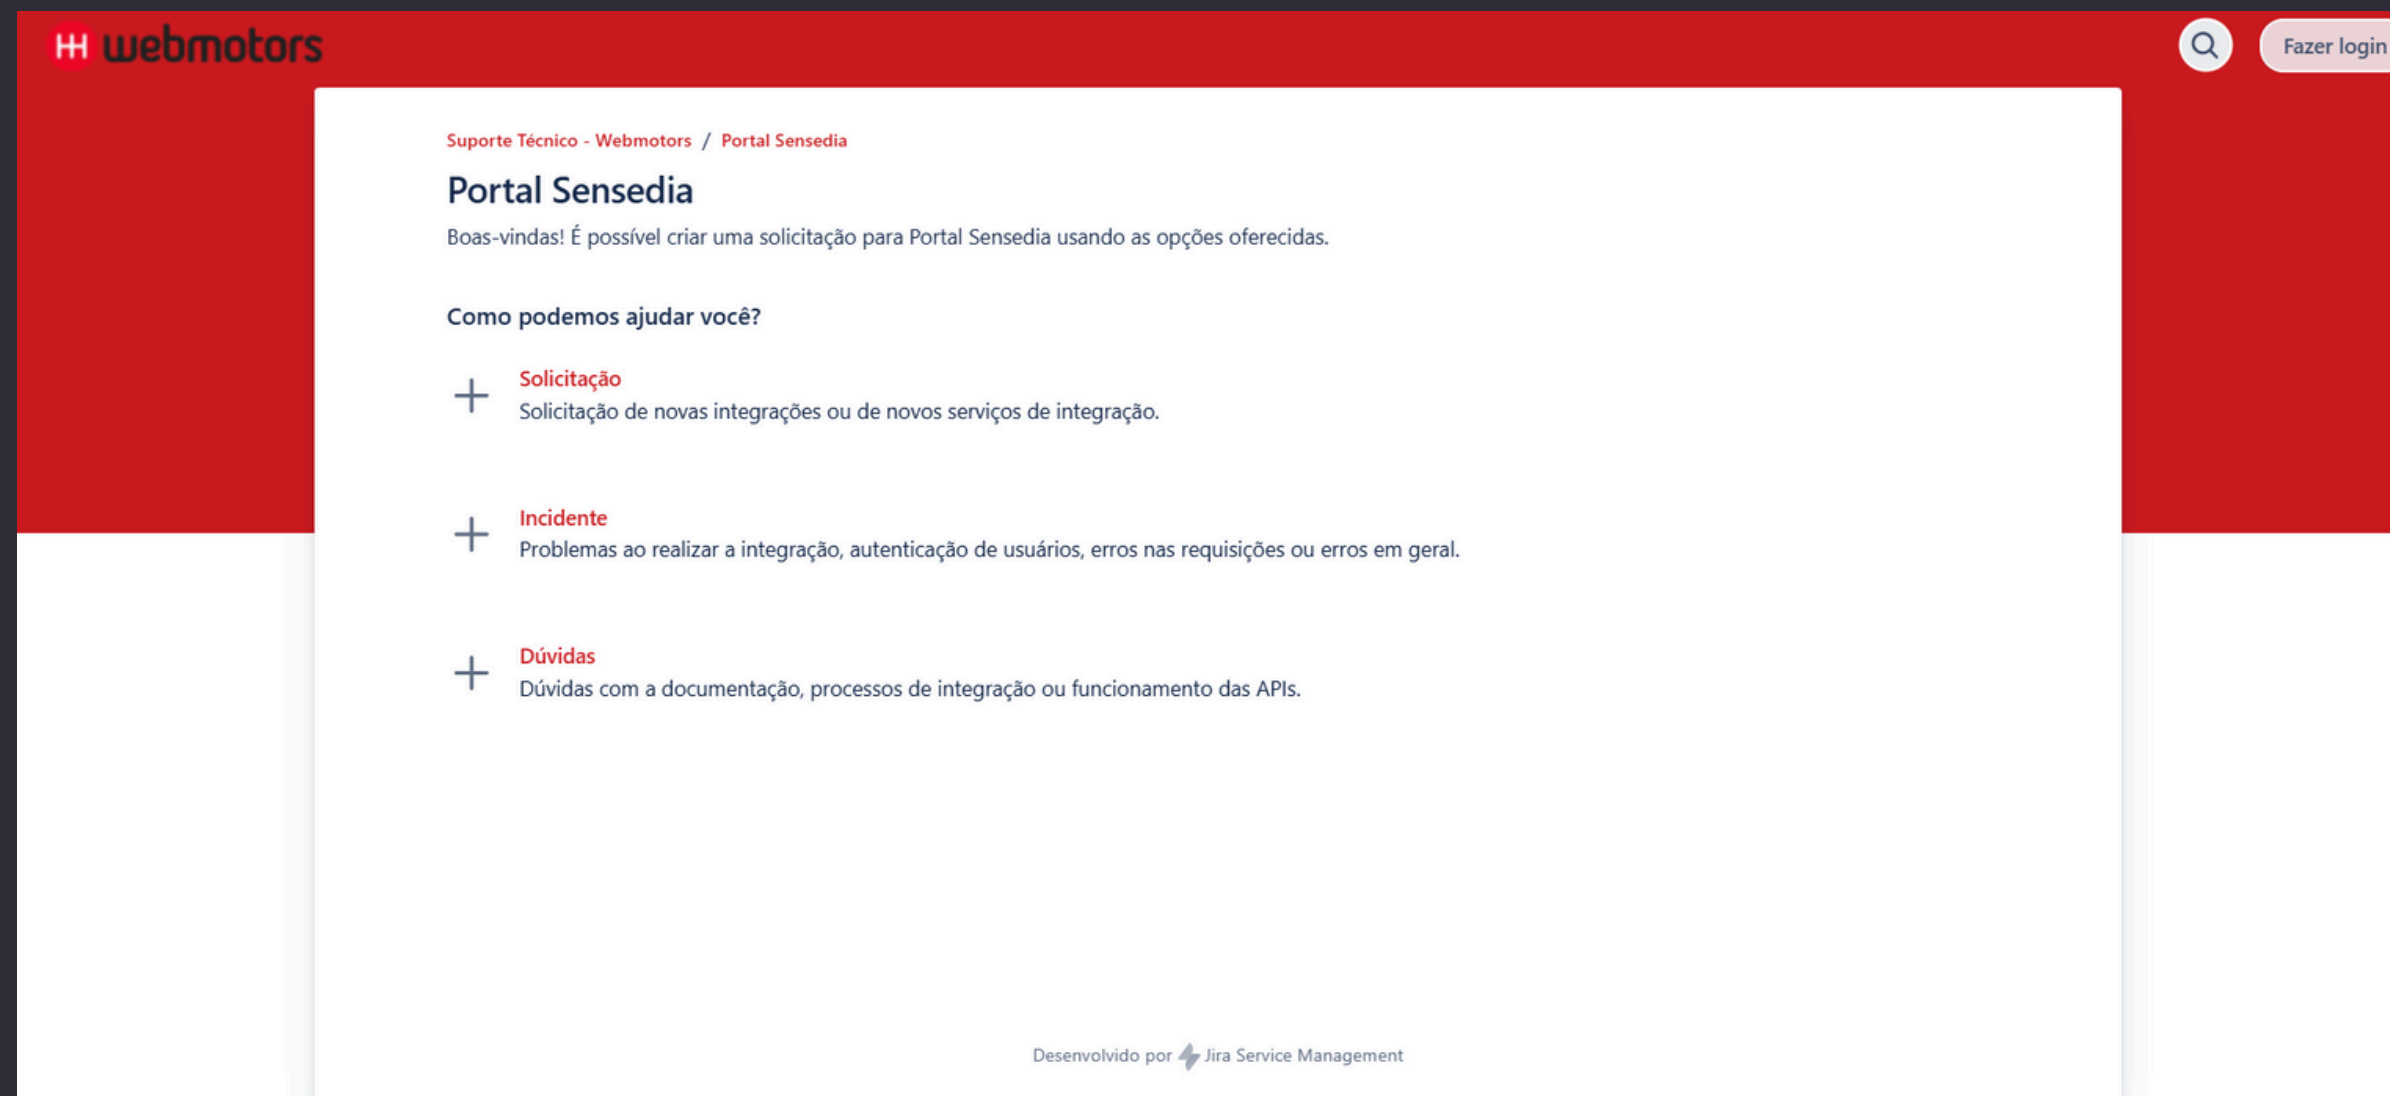 webmotors
Fazer login
Suporte Técnico - Webmotors / Portal Sensedia
Portal Sensedia
Boas-vindas! É possível criar uma solicitação para Portal Sensedia usando as opções oferecidas.
Como podemos ajudar você?
Solicitação
Solicitação de novas integrações ou de novos serviços de integração.
Incidente
Problemas ao realizar a integração, autenticação de usuários, erros nas requisições ou erros em geral.
Dúvidas
Dúvidas com a documentação, processos de integração ou funcionamento das APIs.
Desenvolvido por Jira Service Management